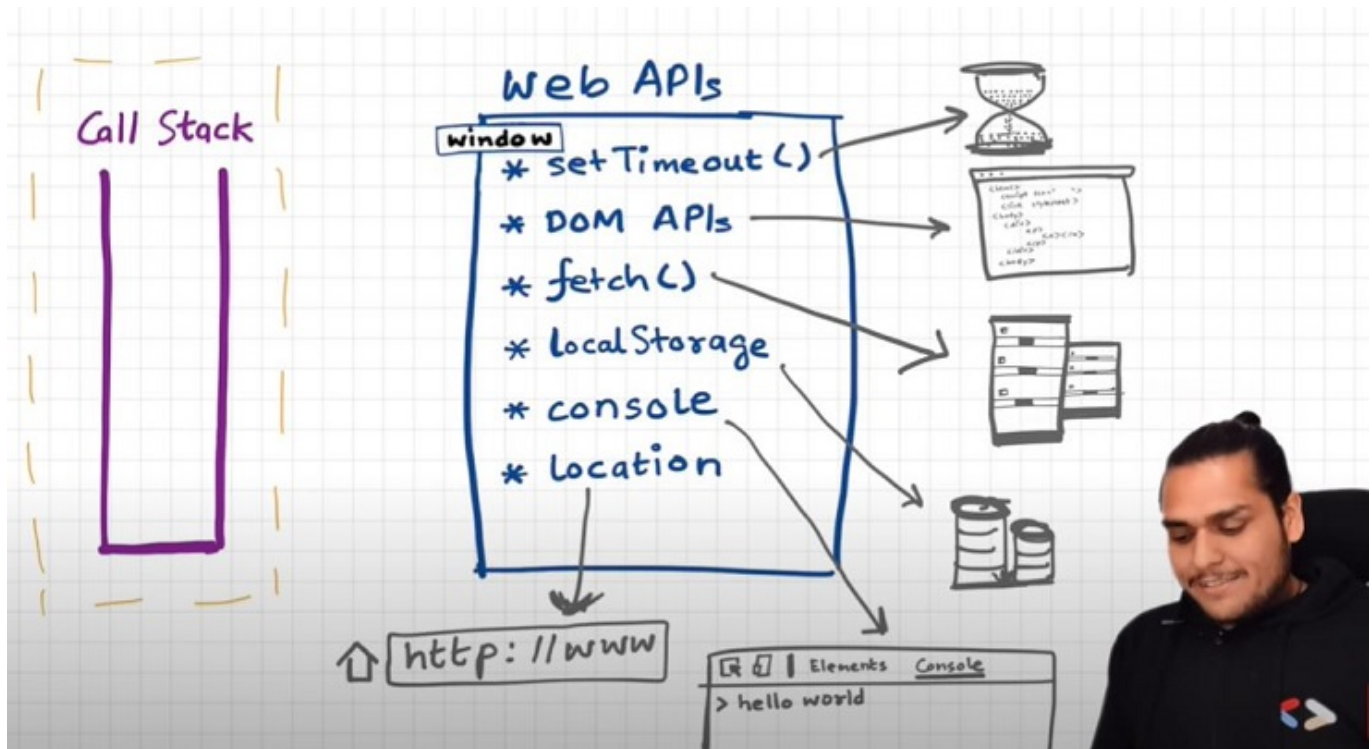 Call Stack
Web APIs
window
* setTimeout()
* DOM APIs
* fetch()
* localStorage
* console
* location
http://www
Elements Console
> hello world